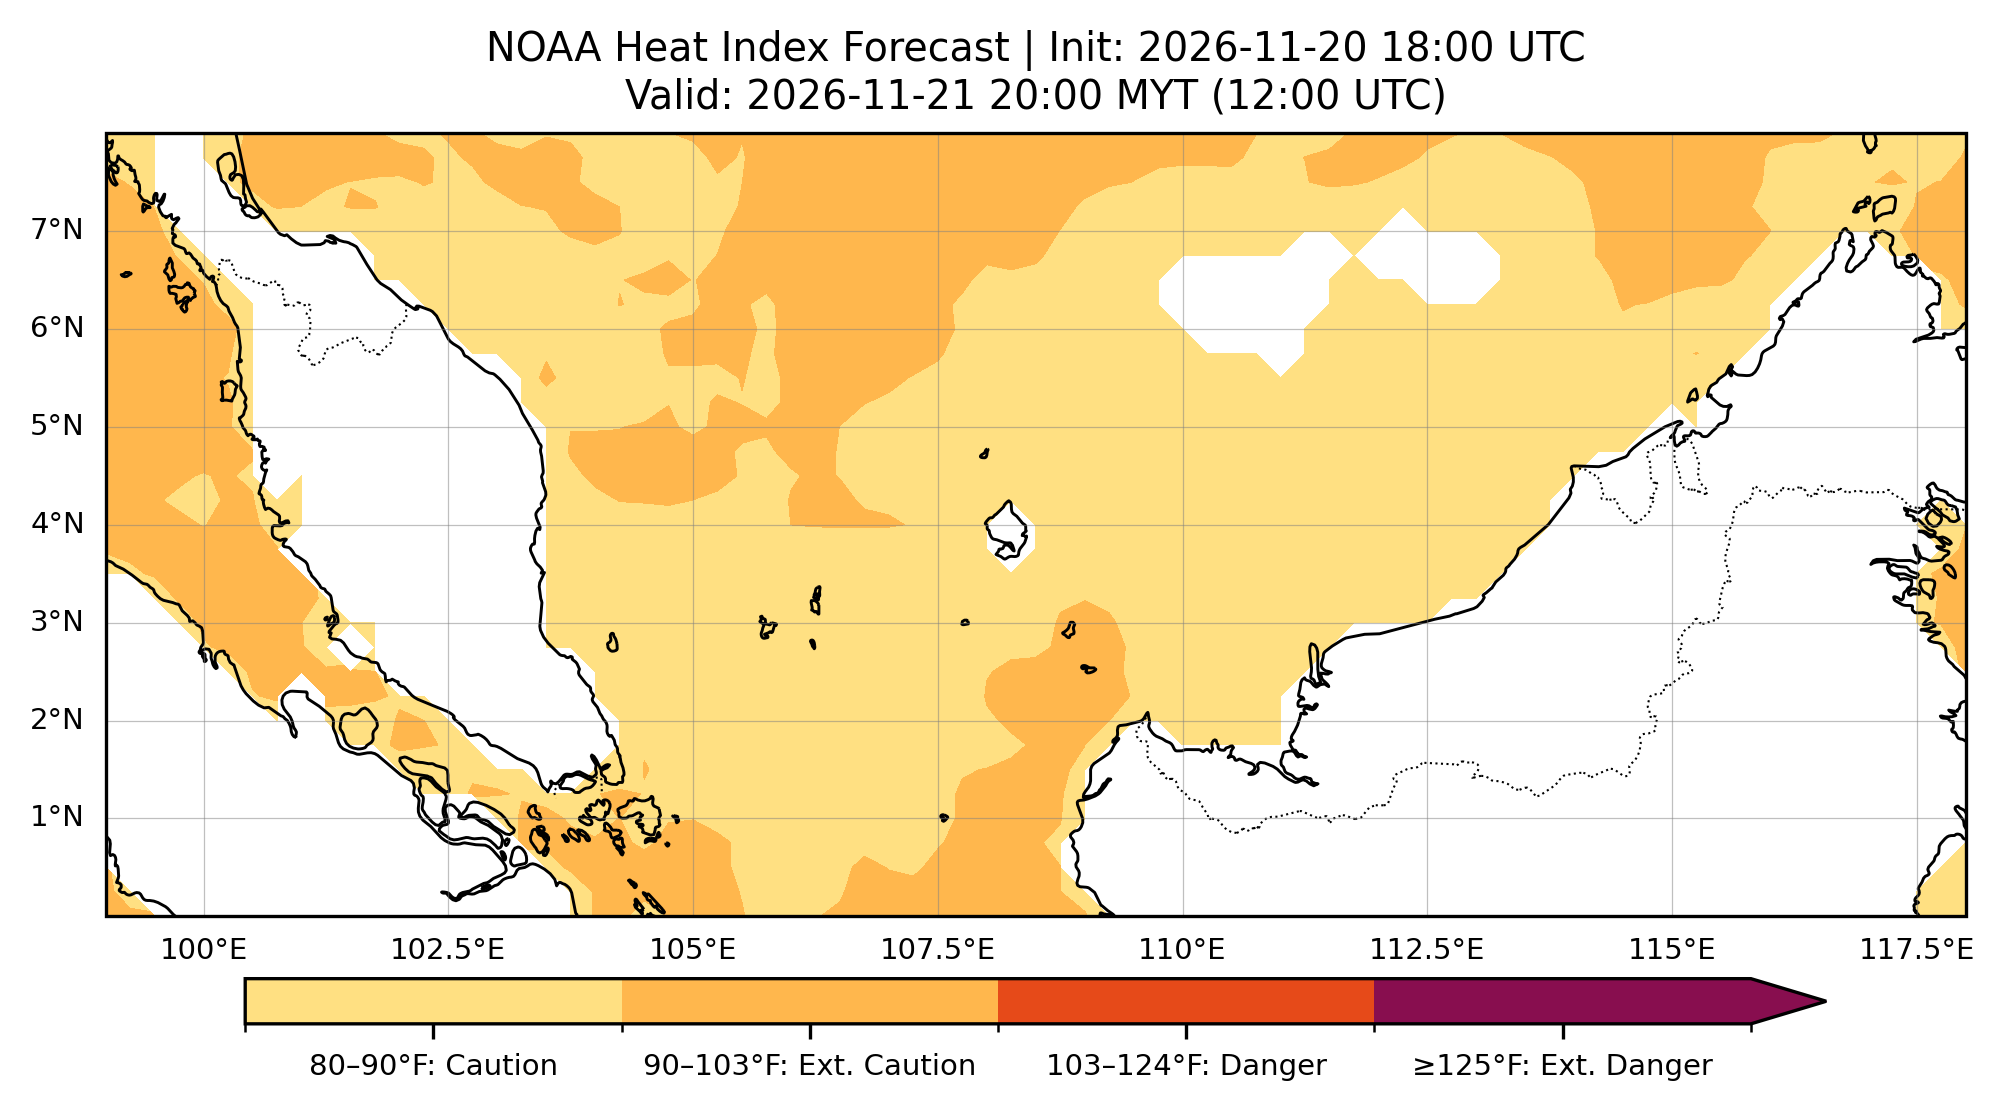 NOAA Heat Index Forecast | Init: 2026-11-20 18:00 UTC
Valid: 2026-11-21 20:00 MYT (12:00 UTC)
7°N
6°N
5°N
4°N
3°N
2°N
1°N
100°E 102.5°E 105°E 107.5°E 110°E 112.5°E 115°E 117.5°E
80–90°F: Caution 90–103°F: Ext. Caution 103–124°F: Danger ≥125°F: Ext. Danger